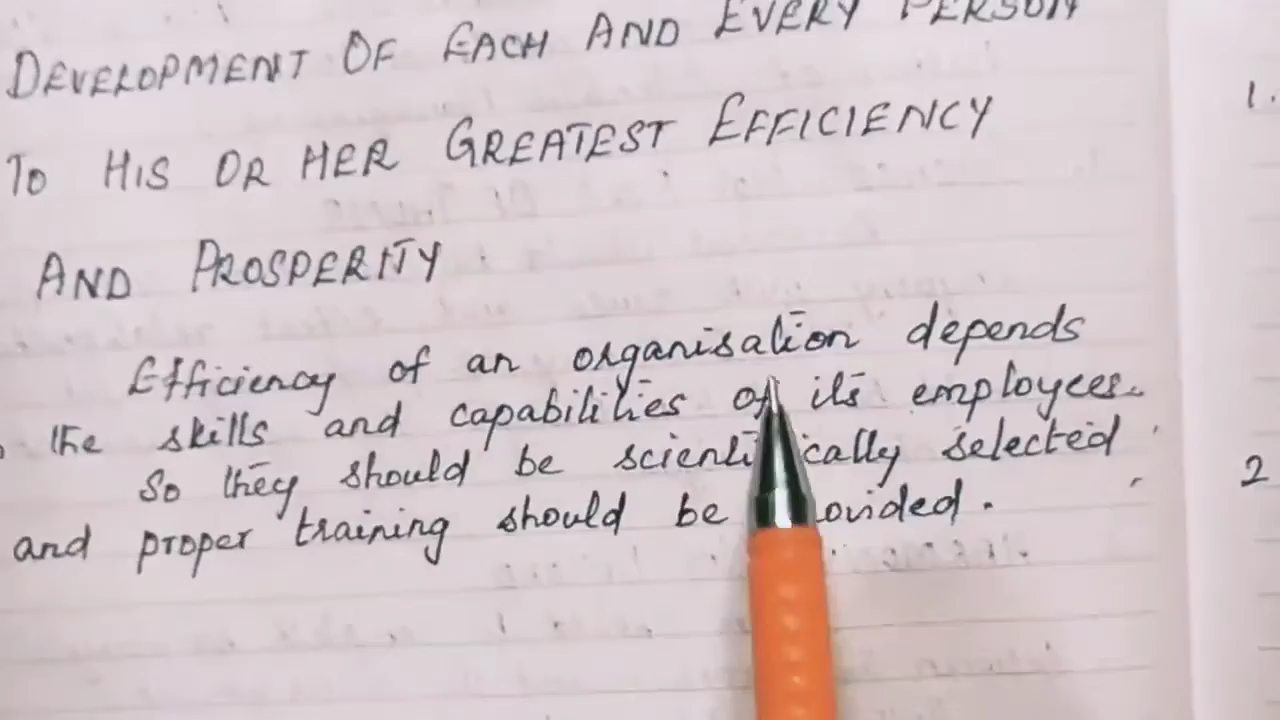 DEVELOPMENT OF EACH AND EVERY PERSON
TO HIS OR HER GREATEST EFFICIENCY
AND PROSPERITY
Efficiency of an organisation depends
the skills and capabilities of its employees.
So they should be scientifically selected
and proper training should be ovided.
1.
2